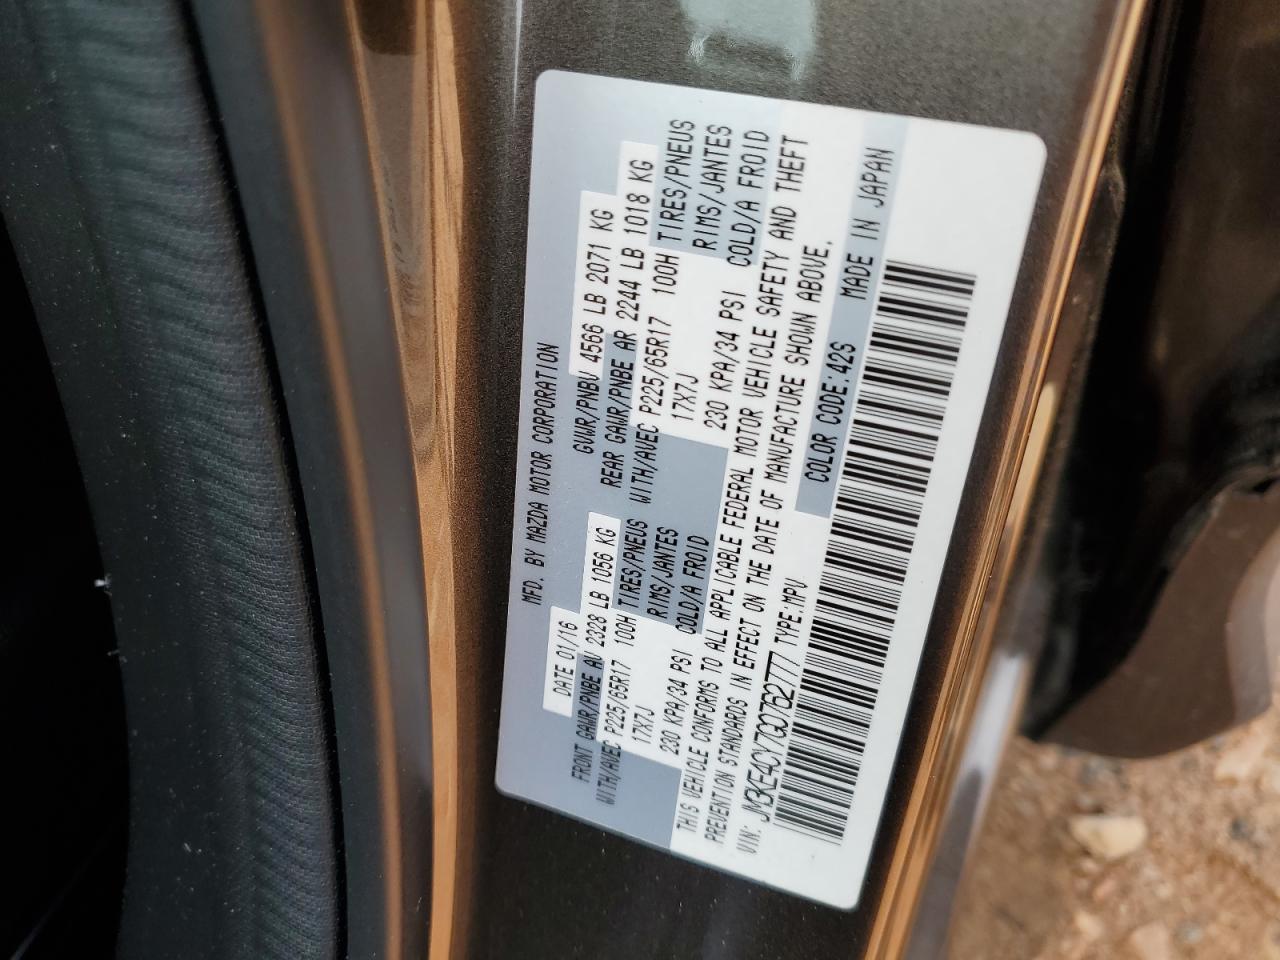 MFD. BY MAZDA MOTOR CORPORATION
DATE 01/16 GVWR/PNBV 4566 LB 2071 KG
FRONT GAWR/PNBE AV 2328 LB 1056 KG REAR GAWR/PNBE AR 2244 LB 1018 KG
WITH/AVEC P225/65R17 100H TIRES/PNEUS WITH/AVEC P225/65R17 100H TIRES/PNEUS
17X7J RIMS/JANTES 17X7J RIMS/JANTES
230 KPA/34 PSI COLD/A FROID 230 KPA/34 PSI COLD/A FROID
THIS VEHICLE CONFORMS TO ALL APPLICABLE FEDERAL MOTOR VEHICLE SAFETY AND THEFT
PREVENTION STANDARDS IN EFFECT ON THE DATE OF MANUFACTURE SHOWN ABOVE.
VIN: JM3KE4CY7G0762777 TYPE:MPV COLOR CODE:42S MADE IN JAPAN